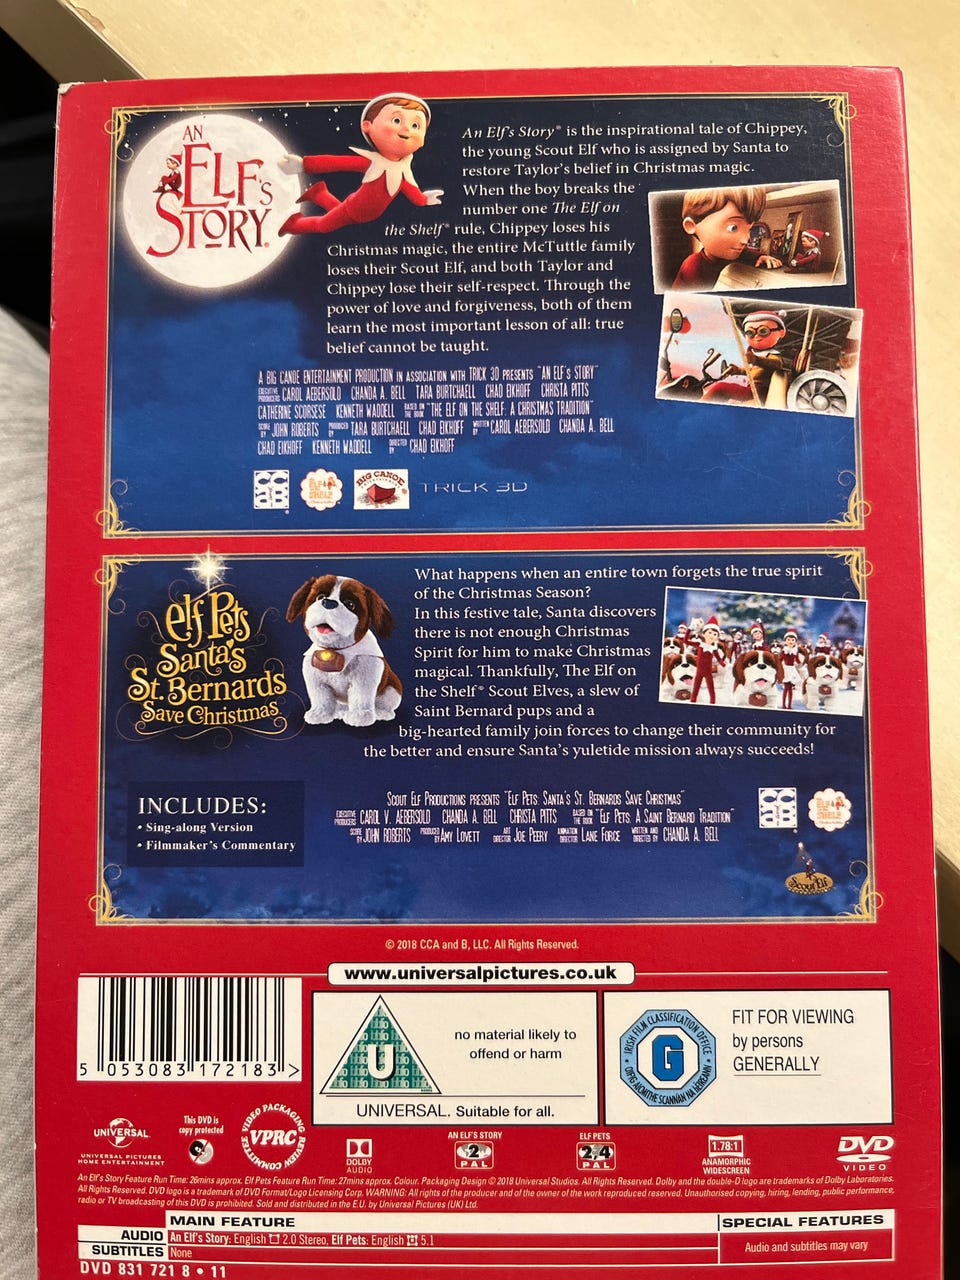 AN
ELF's
STORY®
An Elf's Story® is the inspirational tale of Chippey,
the young Scout Elf who is assigned by Santa to
restore Taylor's belief in Christmas magic.
When the boy breaks the
number one The Elf on
the Shelf® rule, Chippey loses his
Christmas magic, the entire McTuttle family
loses their Scout Elf, and both Taylor and
Chippey lose their self-respect. Through the
power of love and forgiveness, both of them
learn the most important lesson of all: true
belief cannot be taught.
A BIG CANOE ENTERTAINMENT PRODUCTION IN ASSOCIATION WITH TRICK 3D PRESENTS "AN ELF'S STORY"
EXECUTIVE PRODUCERS CAROL AEBERSOLD CHANDA A. BELL TARA BURTCHAELL CHAD EIKHOFF CHRISTA PITTS
CATHERINE SCORSESE KENNETH WADDELL BASED ON THE BOOK "THE ELF ON THE SHELF: A CHRISTMAS TRADITION"
SCORE BY JOHN ROBERTS PRODUCED BY TARA BURTCHAELL CHAD EIKHOFF WRITTEN BY CAROL AEBERSOLD CHANDA A. BELL
CHAD EIKHOFF KENNETH WADDELL DIRECTED BY CHAD EIKHOFF
BIG CANOE
TRICK 3D
elf Pets
Santa's
St. Bernards
Save Christmas
What happens when an entire town forgets the true spirit
of the Christmas Season?
In this festive tale, Santa discovers
there is not enough Christmas
Spirit for him to make Christmas
magical. Thankfully, The Elf on
the Shelf® Scout Elves, a slew of
Saint Bernard pups and a
big-hearted family join forces to change their community for
the better and ensure Santa's yuletide mission always succeeds!
INCLUDES:
• Sing-along Version
• Filmmaker's Commentary
SCOUT ELF PRODUCTIONS PRESENTS "ELF PETS: SANTA'S ST. BERNARDS SAVE CHRISTMAS"
EXECUTIVE PRODUCERS CAROL V. AEBERSOLD CHANDA A. BELL CHRISTA PITTS BASED ON THE BOOK "ELF PETS: A SAINT BERNARD TRADITION"
SCORE BY JOHN ROBERTS PRODUCED BY AMY LOVETT ART DIRECTOR JOE PEERY ANIMATION DIRECTOR LANE FORCE WRITTEN AND DIRECTED BY CHANDA A. BELL
Scout Elf
© 2018 CCA and B, LLC. All Rights Reserved.
www.universalpictures.co.uk
5 053083 172183 >
U
no material likely to
offend or harm
UNIVERSAL. Suitable for all.
IRISH FILM CLASSIFICATION OFFICE
G
OIFIG AICMITHE SCANNÁN NA hÉIREANN
FIT FOR VIEWING
by persons
GENERALLY
UNIVERSAL
UNIVERSAL PICTURES
HOME ENTERTAINMENT
This DVD is
copy protected
VIDEO PACKAGING REVIEW COMMITTEE
VPRC
DOLBY
AUDIO
AN ELF'S STORY
2
PAL
ELF PETS
2,4
PAL
1.78:1
ANAMORPHIC
WIDESCREEN
DVD
VIDEO
An Elf's Story Feature Run Time: 26mins approx. Elf Pets Feature Run Time: 27mins approx. Colour. Packaging Design © 2018 Universal Studios. All Rights Reserved. Dolby and the double-D logo are trademarks of Dolby Laboratories.
All Rights Reserved. DVD logo is a trademark of DVD Format/Logo Licensing Corp. WARNING: All rights of the producer and of the owner of the work reproduced reserved. Unauthorised copying, hiring, lending, public performance,
radio or TV broadcasting of this DVD is prohibited. Sold and distributed in the E.U. by Universal Pictures (UK) Ltd.
MAIN FEATURE
SPECIAL FEATURES
AUDIO An Elf's Story: English 2.0 Stereo, Elf Pets: English 5.1
Audio and subtitles may vary
SUBTITLES None
DVD 831 721 8 • 11